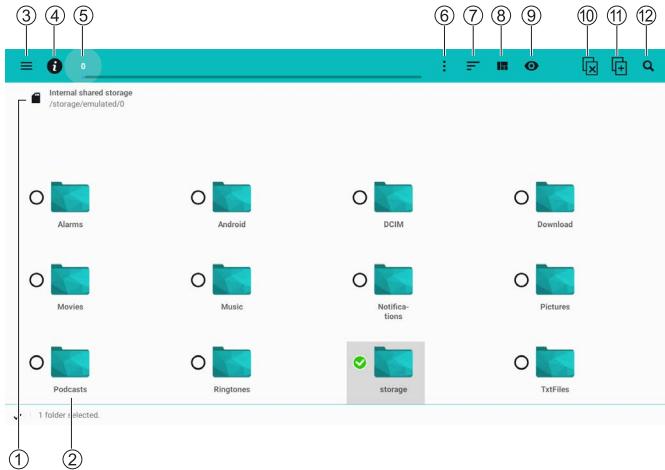 3 4 5 6 7 8 9 10 11 12
0
Internal shared storage
/storage/emulated/0
Alarms Android DCIM Download
Movies Music Notifica- Pictures
tions
Podcasts Ringtones storage TxtFiles
1 folder selected.
1 2